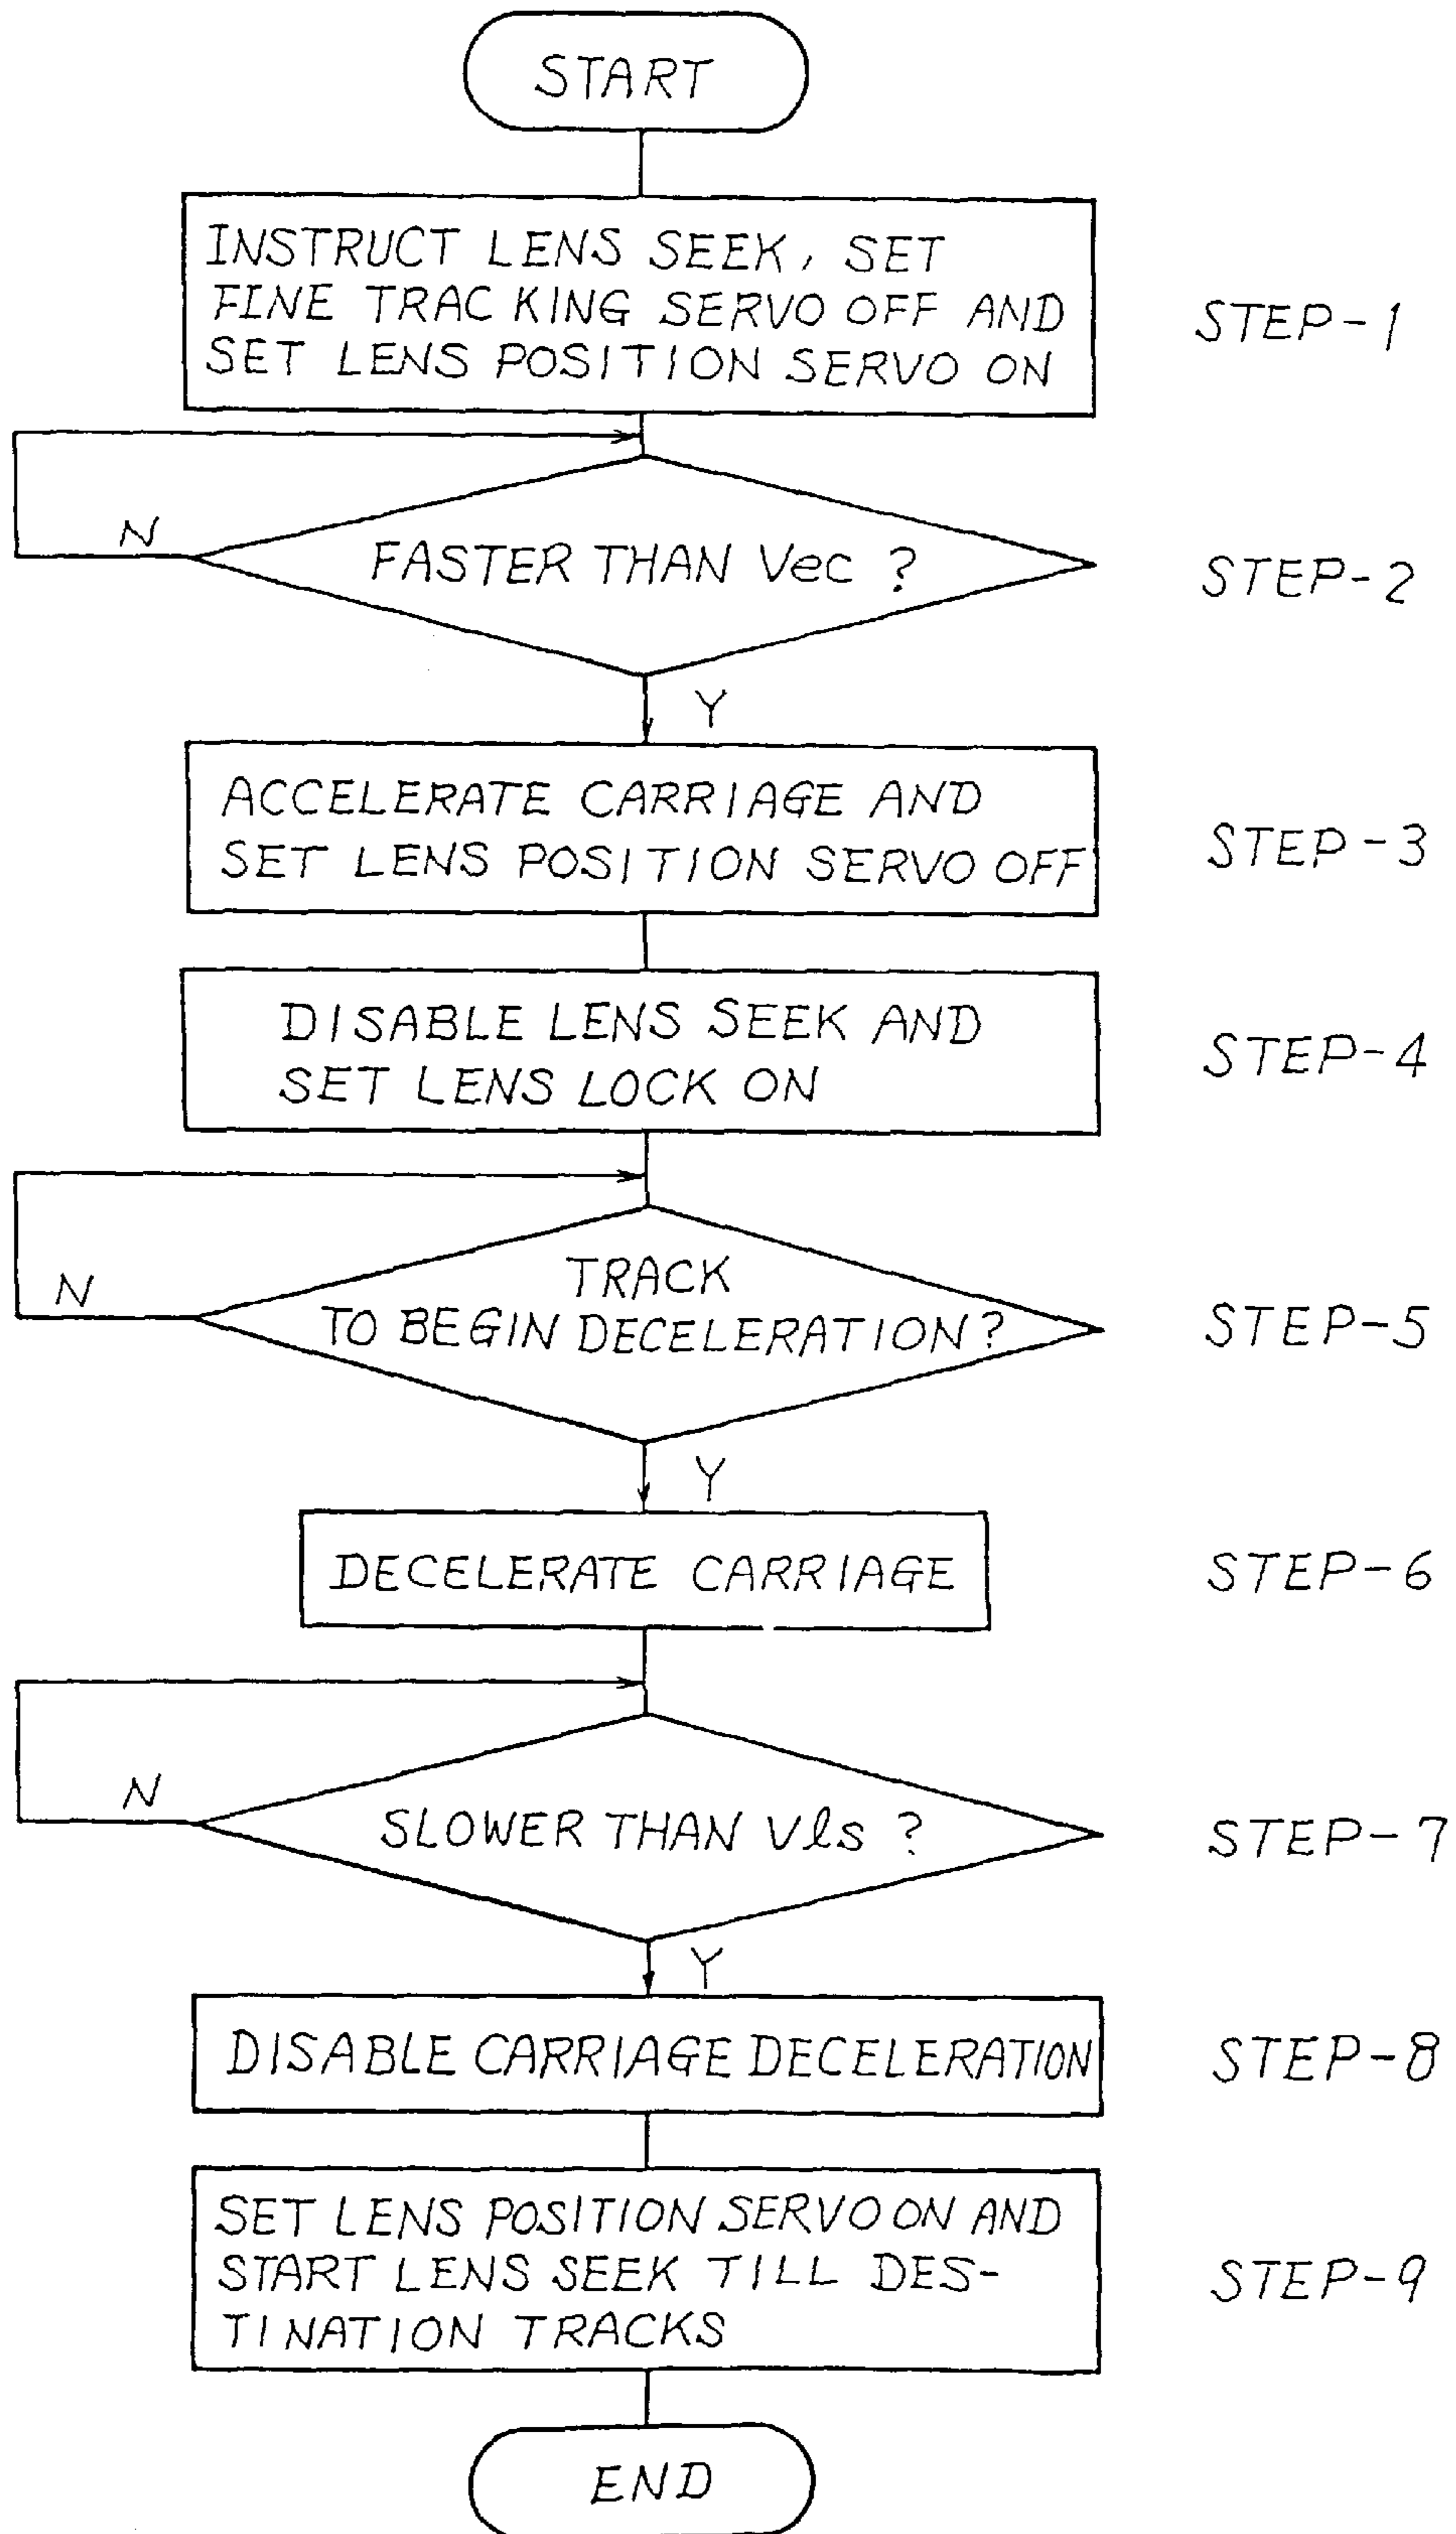 START
INSTRUCT LENS SEEK, SET
FINE TRACKING SERVO OFF AND
SET LENS POSITION SERVO ON
STEP-1
N
FASTER THAN Vec ?
STEP-2
Y
ACCELERATE CARRIAGE AND
SET LENS POSITION SERVO OFF
STEP-3
DISABLE LENS SEEK AND
SET LENS LOCK ON
STEP-4
TRACK
TO BEGIN DECELERATION?
N
STEP-5
Y
DECELERATE CARRIAGE
STEP-6
N
SLOWER THAN Vls ?
STEP-7
Y
DISABLE CARRIAGE DECELERATION
STEP-8
SET LENS POSITION SERVO ON AND
START LENS SEEK TILL DES-
TINATION TRACKS
STEP-9
END